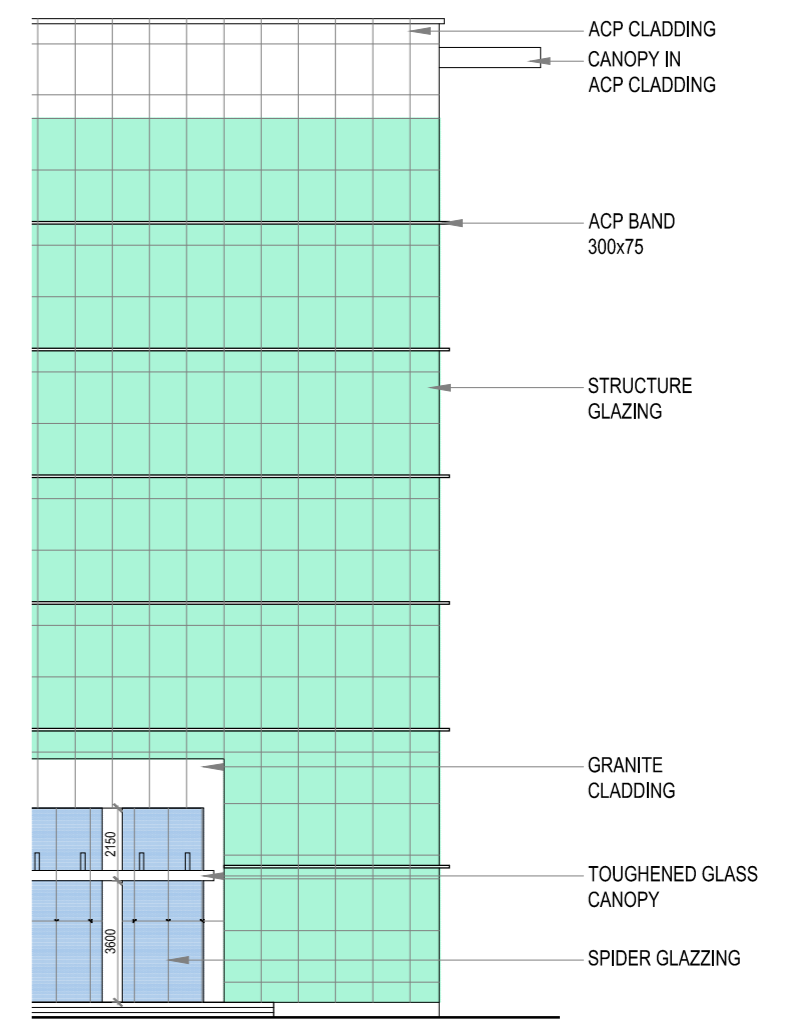 ACP CLADDING
CANOPY IN
ACP CLADDING
ACP BAND
300x75
STRUCTURE
GLAZING
GRANITE
CLADDING
2150
TOUGHENED GLASS
CANOPY
3600
SPIDER GLAZZING